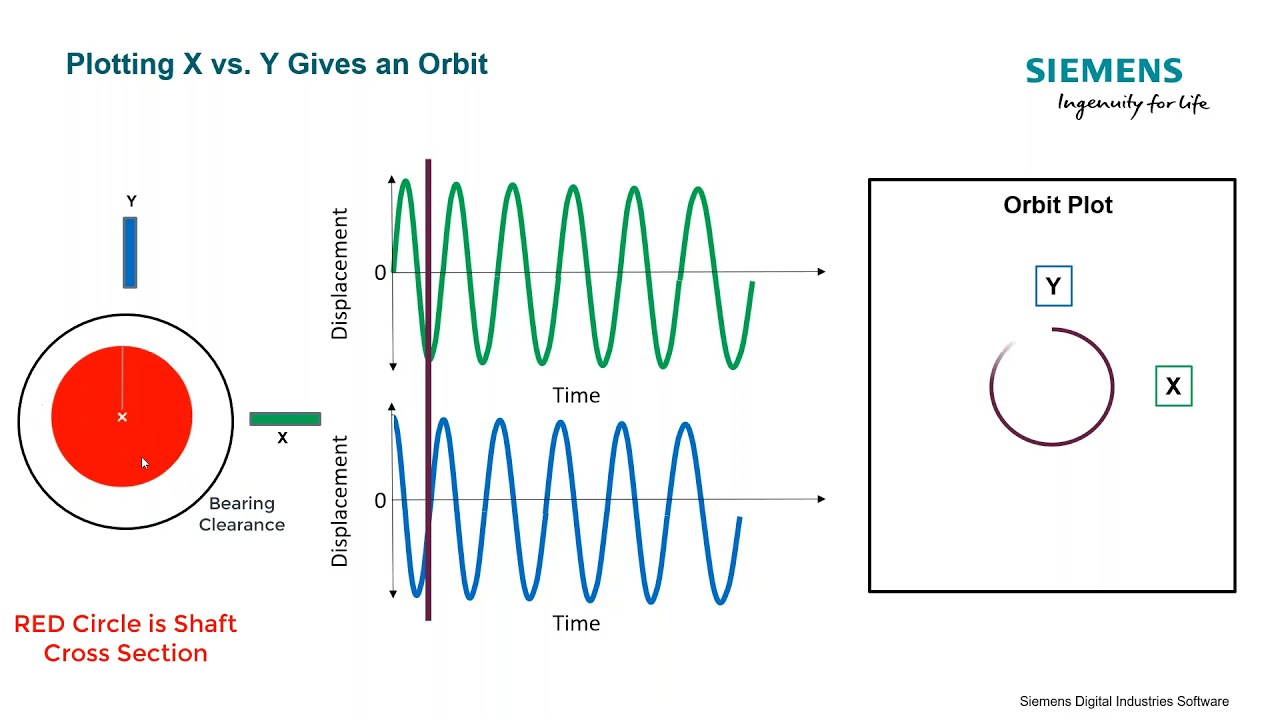 Plotting X vs. Y Gives an Orbit
SIEMENS
Ingenuity for life
Y
X
Bearing
Clearance
RED Circle is Shaft
Cross Section
Displacement
0
Time
Displacement
0
Time
Orbit Plot
Y
X
Siemens Digital Industries Software